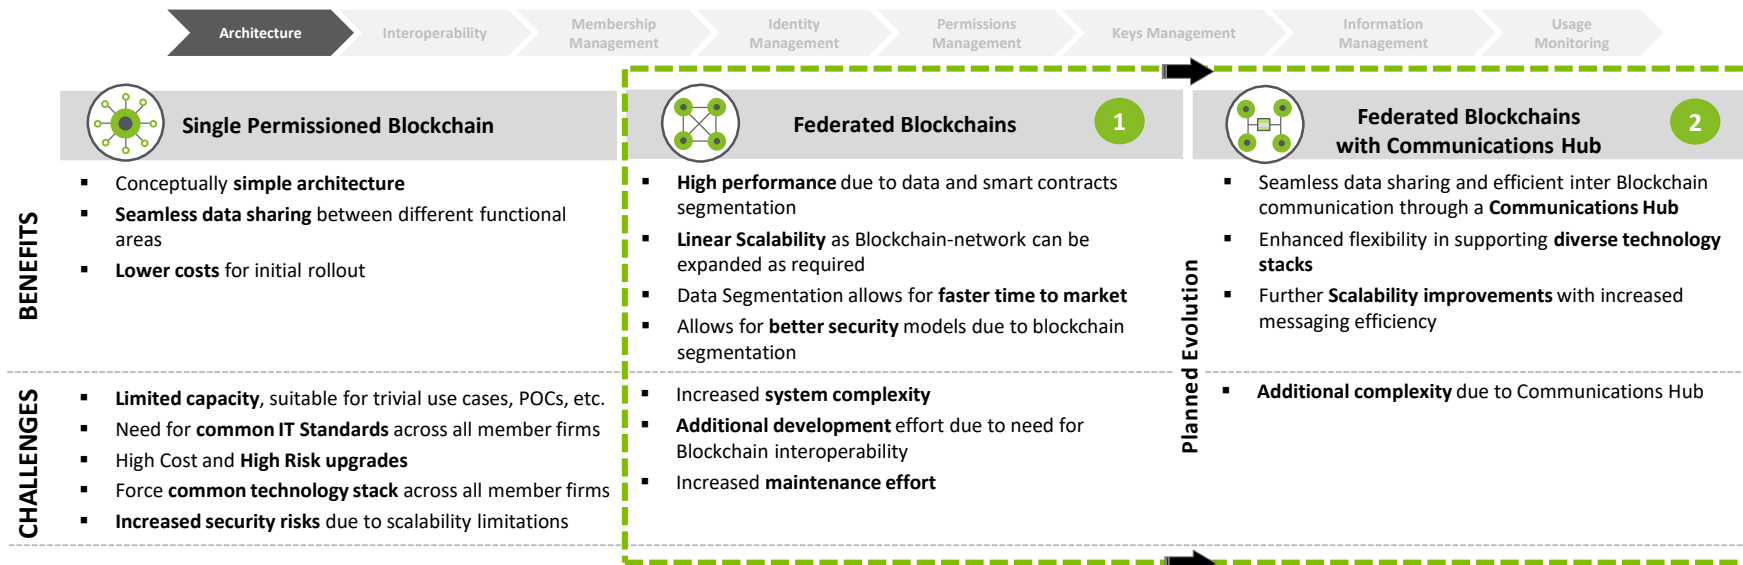 Architecture
Interoperability
Membership
Management
Identity
Management
Permissions
Management
Keys Management
Information
Management
Usage
Monitoring
Single Permissioned Blockchain
Federated Blockchains
1
Federated Blockchains
with Communications Hub
2
BENEFITS
▪ Conceptually simple architecture
▪ Seamless data sharing between different functional
areas
▪ Lower costs for initial rollout
▪ High performance due to data and smart contracts
segmentation
▪ Linear Scalability as Blockchain-network can be
expanded as required
▪ Data Segmentation allows for faster time to market
▪ Allows for better security models due to blockchain
segmentation
Planned Evolution
▪ Seamless data sharing and efficient inter Blockchain
communication through a Communications Hub
▪ Enhanced flexibility in supporting diverse technology
stacks
▪ Further Scalability improvements with increased
messaging efficiency
CHALLENGES
▪ Limited capacity, suitable for trivial use cases, POCs, etc.
▪ Need for common IT Standards across all member firms
▪ High Cost and High Risk upgrades
▪ Force common technology stack across all member firms
▪ Increased security risks due to scalability limitations
▪ Increased system complexity
▪ Additional development effort due to need for
Blockchain interoperability
▪ Increased maintenance effort
▪ Additional complexity due to Communications Hub